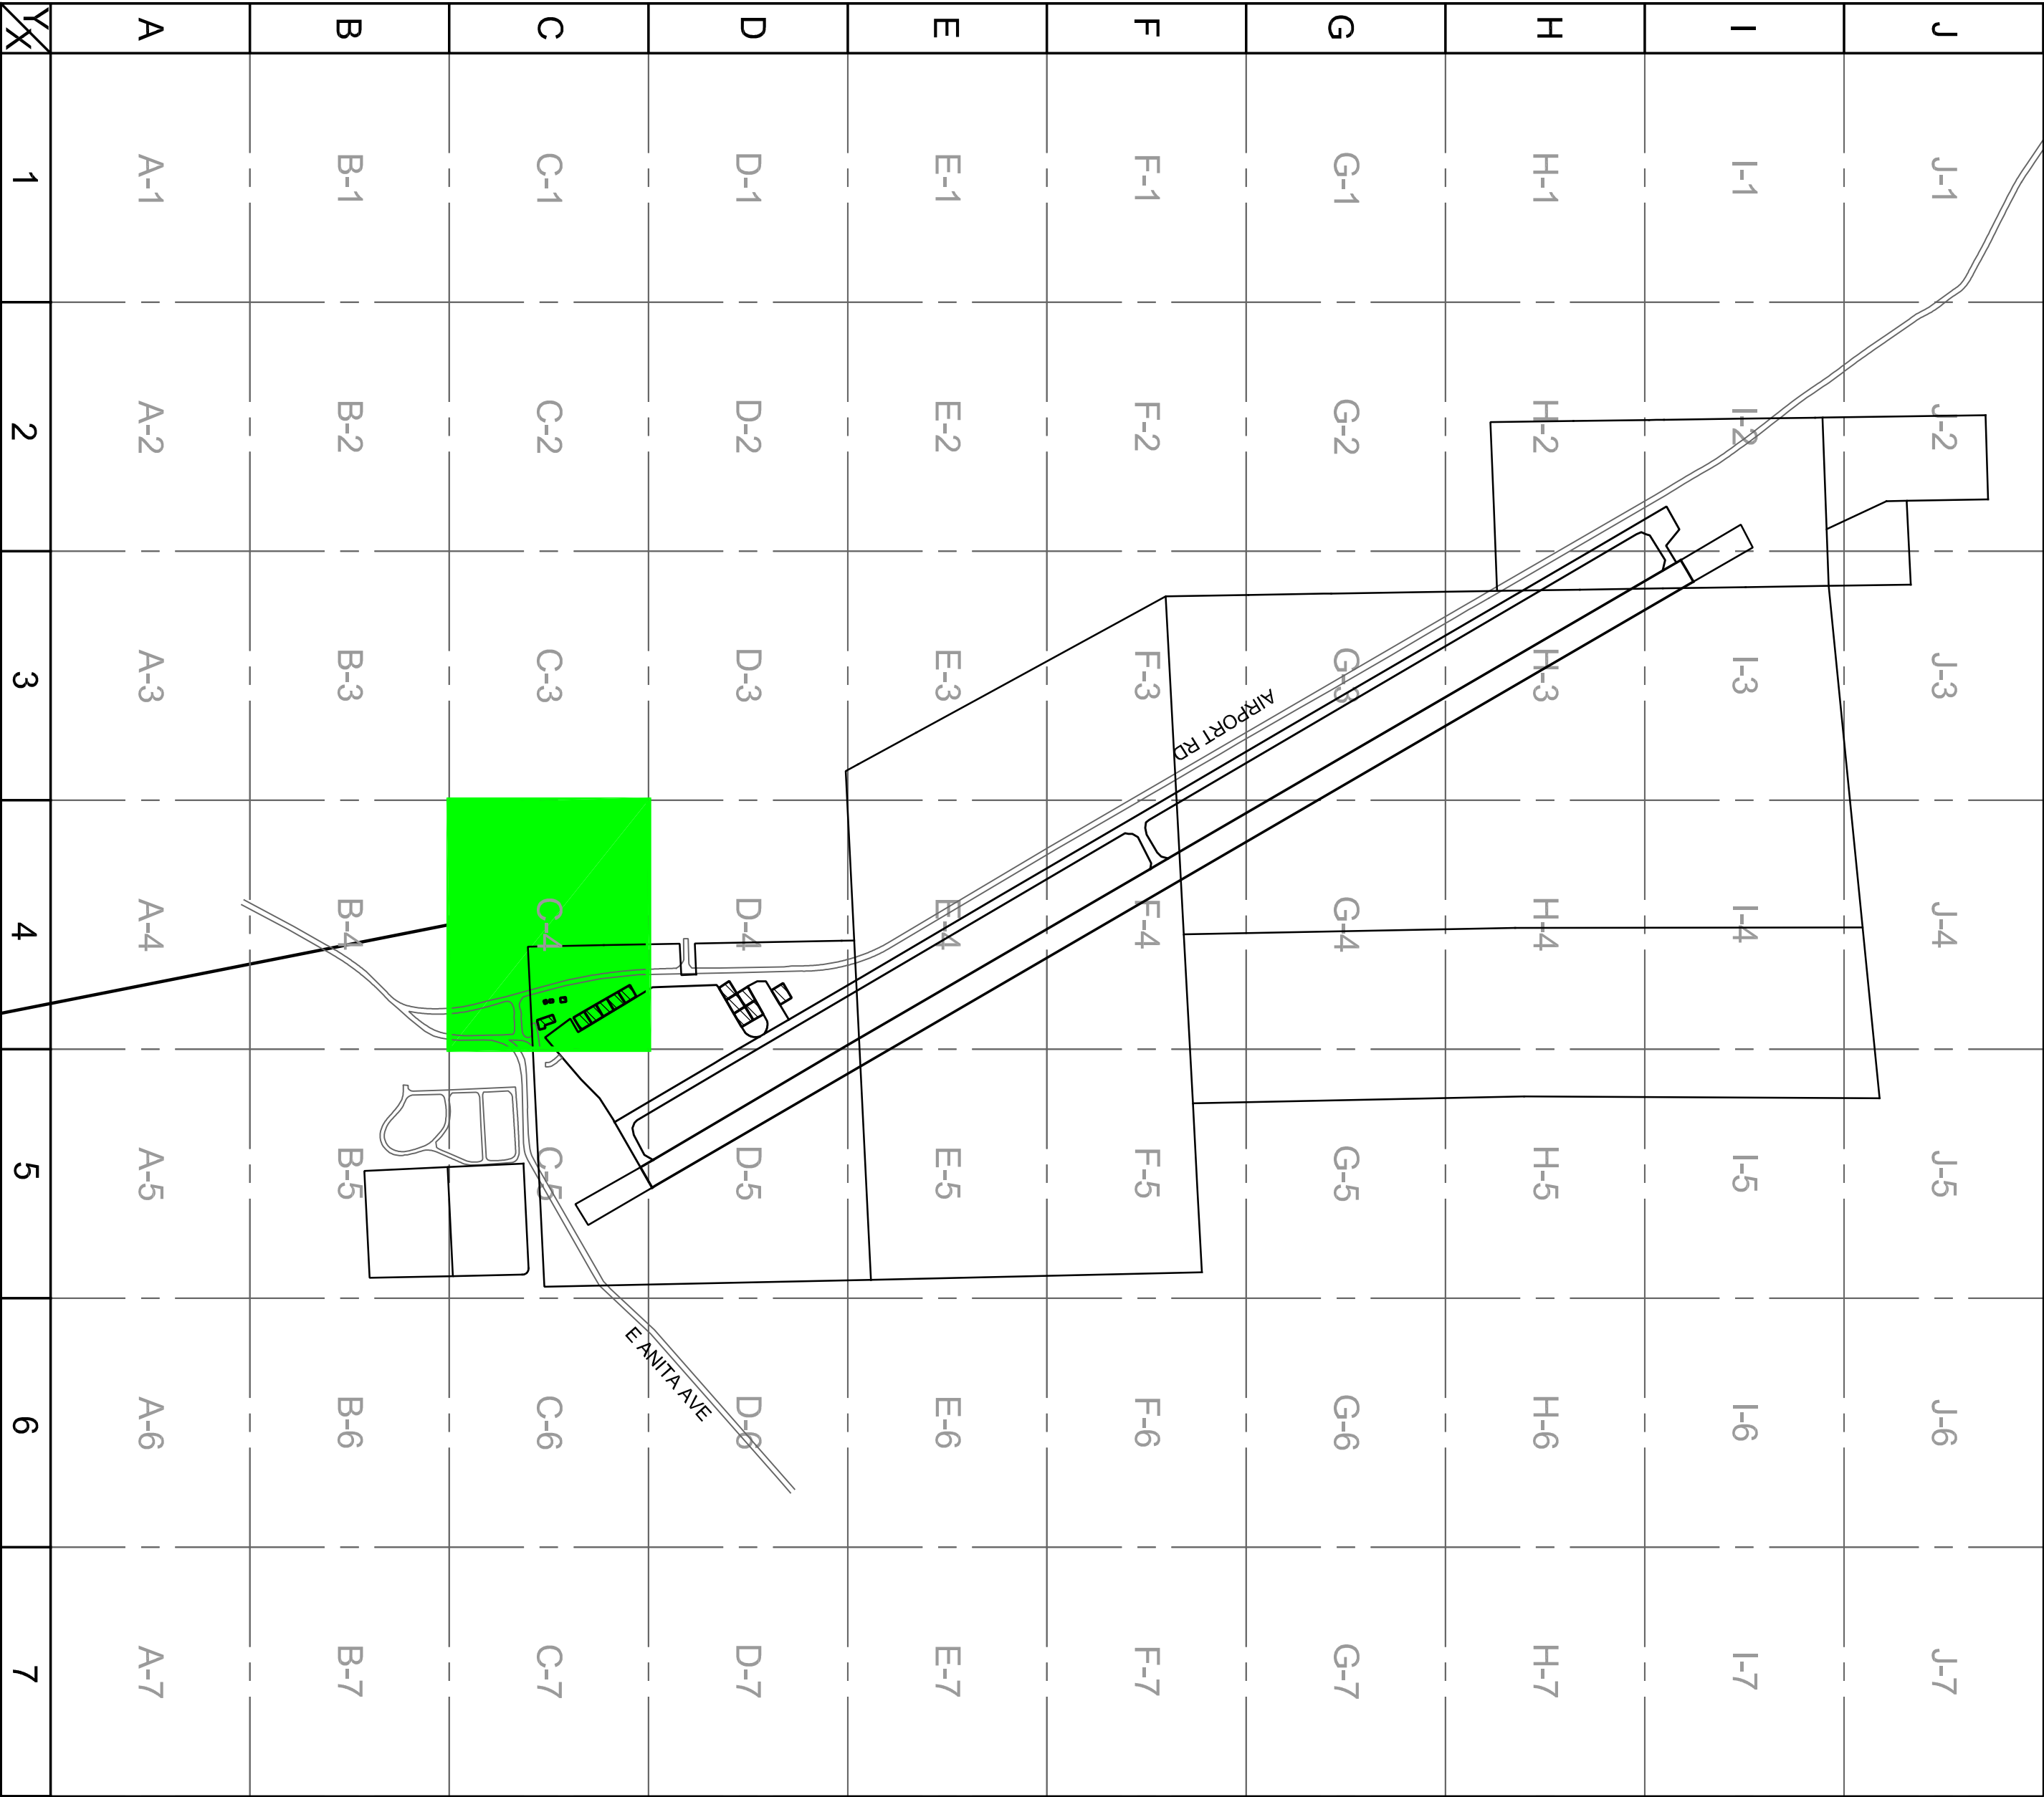 Y
X
A
B
C
D
E
F
G
H
I
J
1
A-1
B-1
C-1
D-1
E-1
F-1
G-1
H-1
I-1
J-1
2
A-2
B-2
C-2
D-2
E-2
F-2
G-2
H-2
I-2
J-2
3
A-3
B-3
C-3
D-3
E-3
F-3
G-3
H-3
I-3
J-3
AIRPORT RD
4
A-4
B-4
C-4
D-4
E-4
F-4
G-4
H-4
I-4
J-4
5
A-5
B-5
C-5
D-5
E-5
F-5
G-5
H-5
I-5
J-5
E ANITA AVE
6
A-6
B-6
C-6
D-6
E-6
F-6
G-6
H-6
I-6
J-6
7
A-7
B-7
C-7
D-7
E-7
F-7
G-7
H-7
I-7
J-7